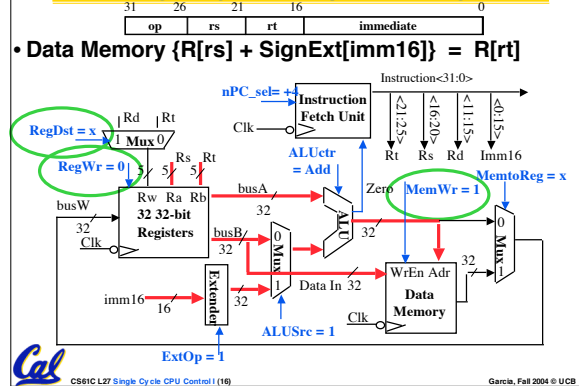 31 26 21 16 0
op rs rt immediate
• Data Memory {R[rs] + SignExt[imm16]} = R[rt]
Instruction<31:0>
nPC_sel= +4
Instruction
Fetch Unit
Clk
<21:25>
<16:20>
<11:15>
<0:15>
Rt Rs Rd Imm16
RegDst = x
Rd Rt
1 Mux 0
RegWr = 0
Rs Rt
5 5 5
ALUctr
= Add
Zero
MemWr = 1
MemtoReg = x
busA
32
busW
32
Rw Ra Rb
32 32-bit
Registers
Clk
busB
32
0
Mux
1
ALU
32
0
Mux
1
32
WrEn Adr
Data
Memory
Data In 32
Clk
imm16
16
Extender
32
ALUSrc = 1
ExtOp = 1
Cal
CS61C L27 Single Cycle CPU Control I (16)
Garcia, Fall 2004 © UCB